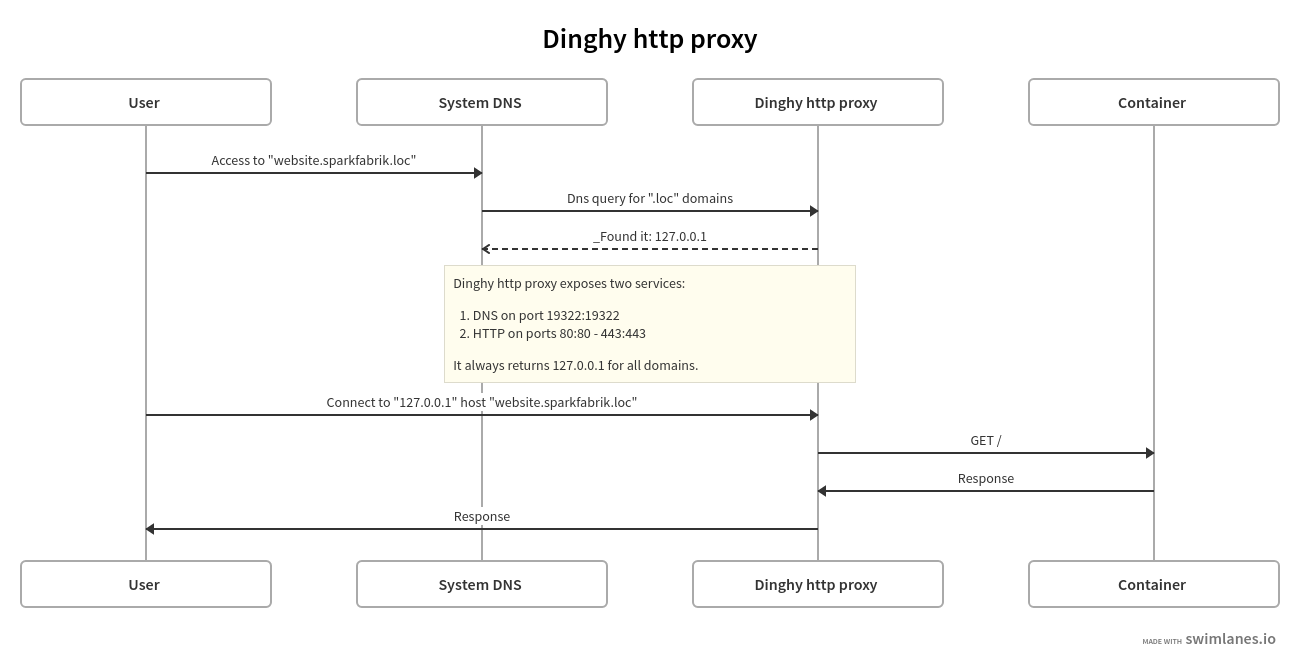 Dinghy http proxy
User
System DNS
Dinghy http proxy
Container
Access to "website.sparkfabrik.loc"
Dns query for ".loc" domains
_Found it: 127.0.0.1
Dinghy http proxy exposes two services:
1. DNS on port 19322:19322
2. HTTP on ports 80:80 - 443:443
It always returns 127.0.0.1 for all domains.
Connect to "127.0.0.1" host "website.sparkfabrik.loc"
GET /
Response
Response
User
System DNS
Dinghy http proxy
Container
MADE WITH swimlanes.io